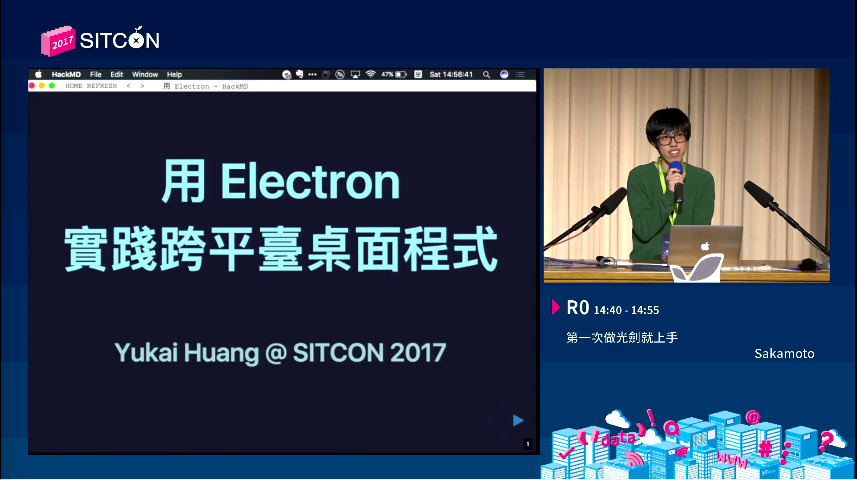 2017 SITCON
HackMD File Edit Window Help 47% Sat 14:56:41
HOME REFRESH < > 用 Electron - HackMD
用 Electron
實踐跨平臺桌面程式
Yukai Huang @ SITCON 2017
1
R0 14:40 - 14:55
第一次做光劍就上手
Sakamoto
data
! @
# ?
www